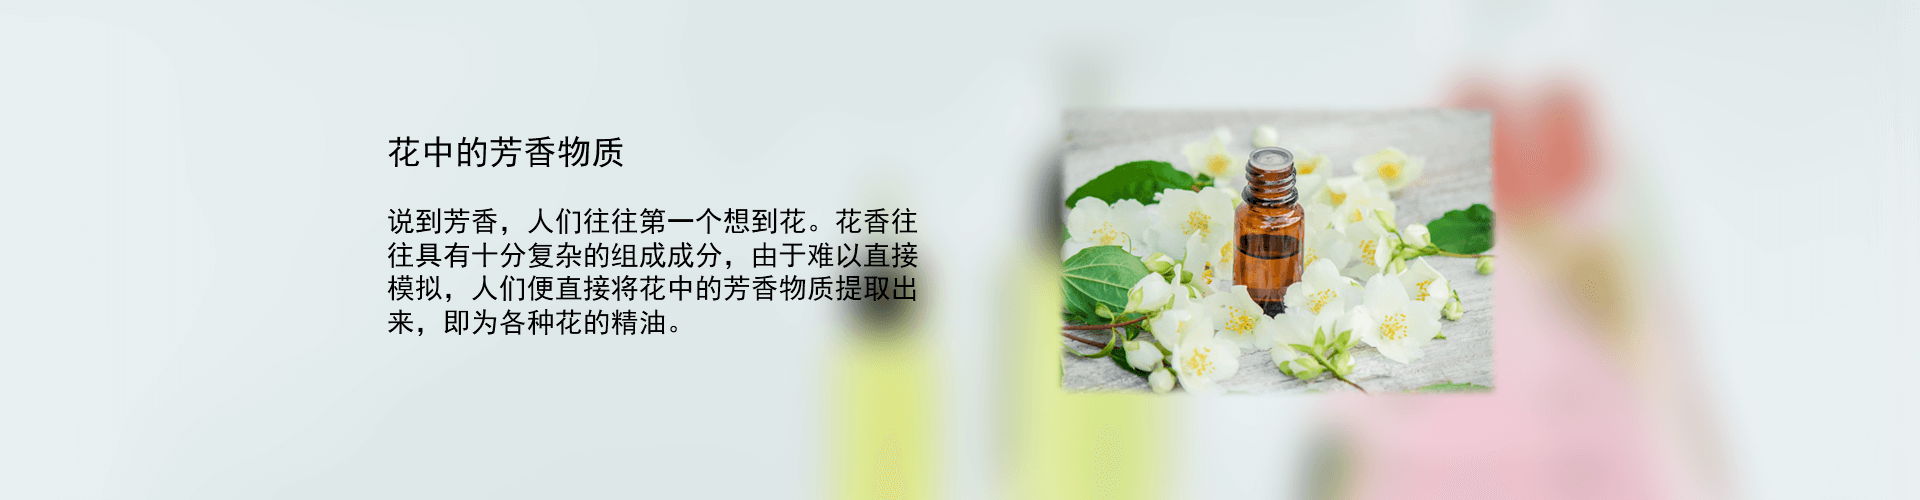 花中的芳香物质
说到芳香，人们往往第一个想到花。花香往
往具有十分复杂的组成成分，由于难以直接
模拟，人们便直接将花中的芳香物质提取出
来，即为各种花的精油。